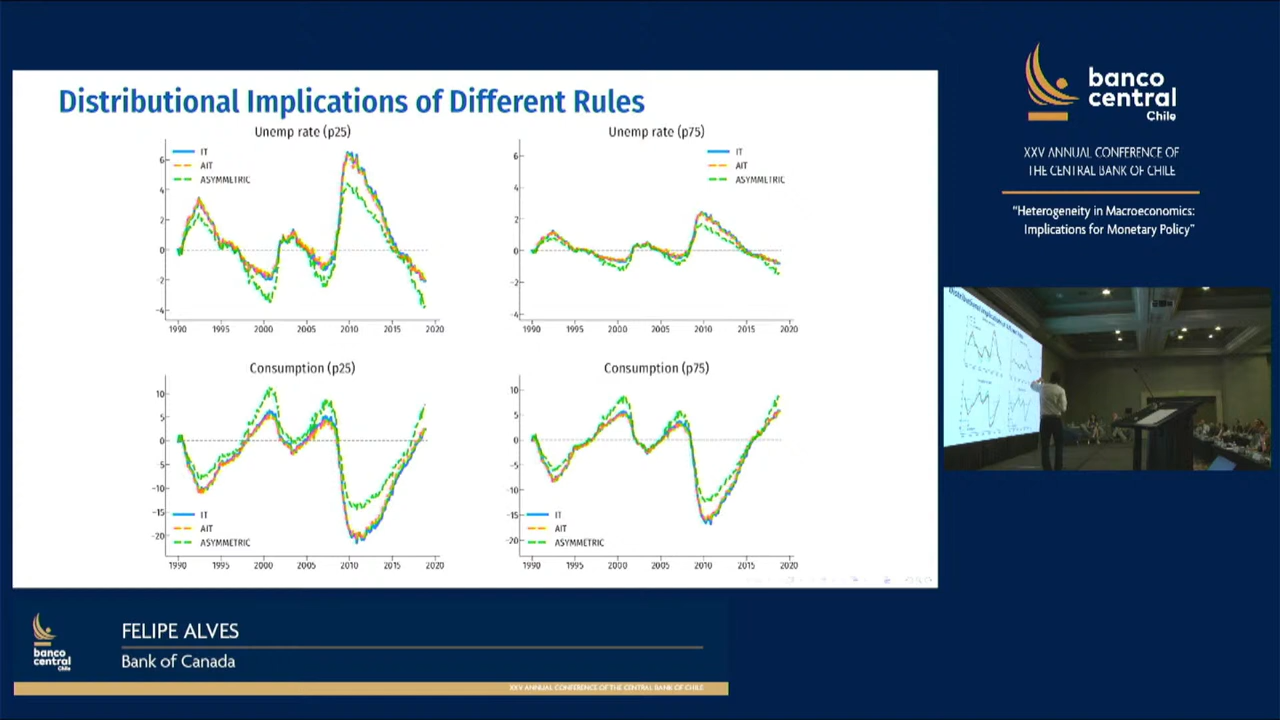 Distributional Implications of Different Rules
Unemp rate (p25)
IT
AIT
ASYMMETRIC
6
4
2
0
-2
-4
1990 1995 2000 2005 2010 2015 2020
Unemp rate (p75)
IT
AIT
ASYMMETRIC
6
4
2
0
-2
-4
1990 1995 2000 2005 2010 2015 2020
Consumption (p25)
10
5
0
-5
-10
-15
-20
IT
AIT
ASYMMETRIC
1990 1995 2000 2005 2010 2015 2020
Consumption (p75)
10
5
0
-5
-10
-15
-20
IT
AIT
ASYMMETRIC
1990 1995 2000 2005 2010 2015 2020
banco
central
Chile
XXV ANNUAL CONFERENCE OF
THE CENTRAL BANK OF CHILE
"Heterogeneity in Macroeconomics:
Implications for Monetary Policy"
banco
central
Chile
FELIPE ALVES
Bank of Canada
XXV ANNUAL CONFERENCE OF THE CENTRAL BANK OF CHILE